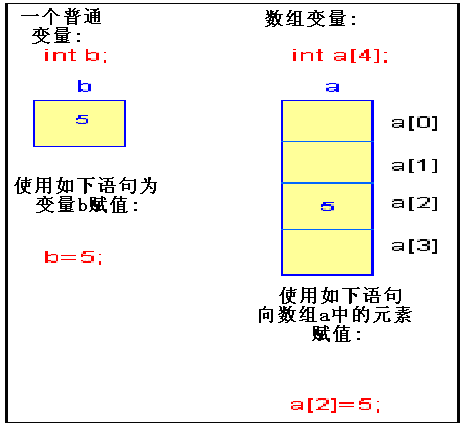 一个普通
变量:
int b;
b
5
使用如下语句为
变量b赋值:
b=5;
数组变量:
int a[4];
a
a[0]
a[1]
5
a[2]
a[3]
使用如下语句
向数组a中的元素
赋值:
a[2]=5;